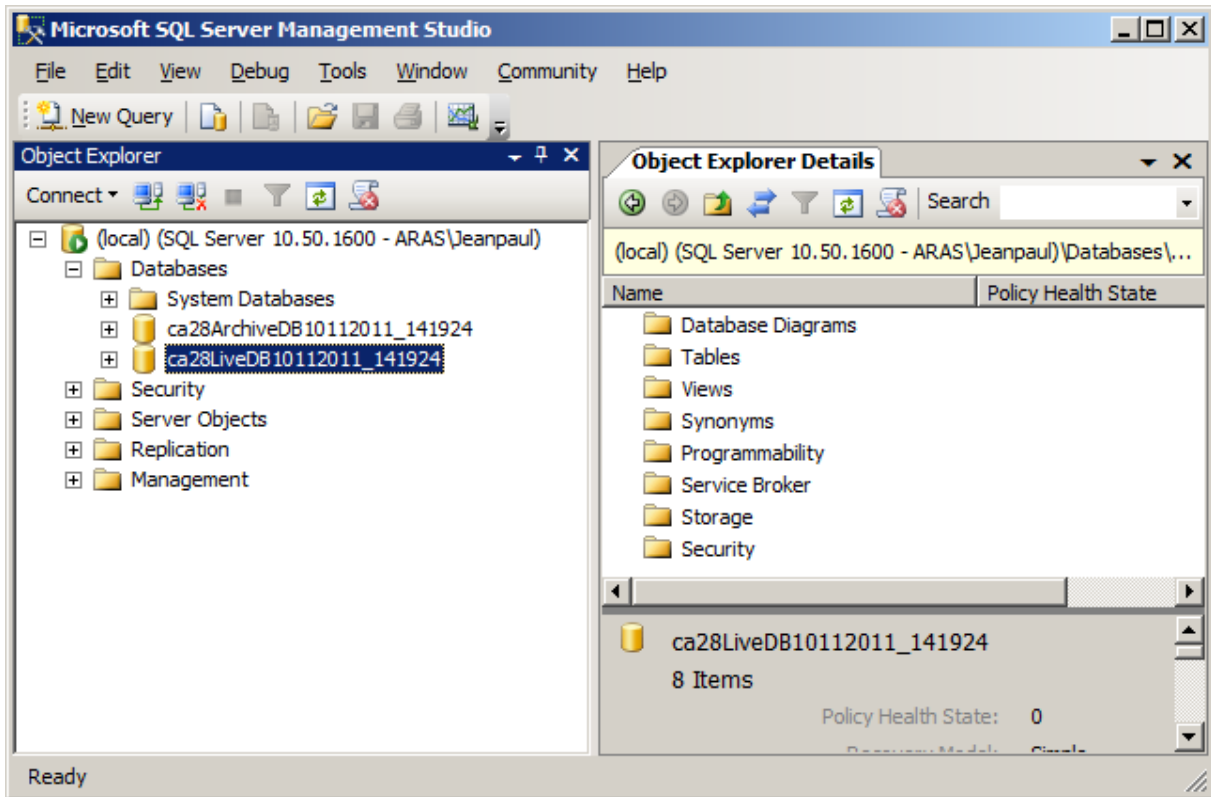 Microsoft SQL Server Management Studio
File Edit View Debug Tools Window Community Help
New Query
Object Explorer
Connect
(local) (SQL Server 10.50.1600 - ARAS\Jeanpaul)
Databases
System Databases
ca28ArchiveDB10112011_141924
ca28LiveDB10112011_141924
Security
Server Objects
Replication
Management
Object Explorer Details
Search
(local) (SQL Server 10.50.1600 - ARAS\Jeanpaul)\Databases\...
Name Policy Health State
Database Diagrams
Tables
Views
Synonyms
Programmability
Service Broker
Storage
Security
ca28LiveDB10112011_141924
8 Items
Policy Health State: 0
Recovery Model: Simple
Ready